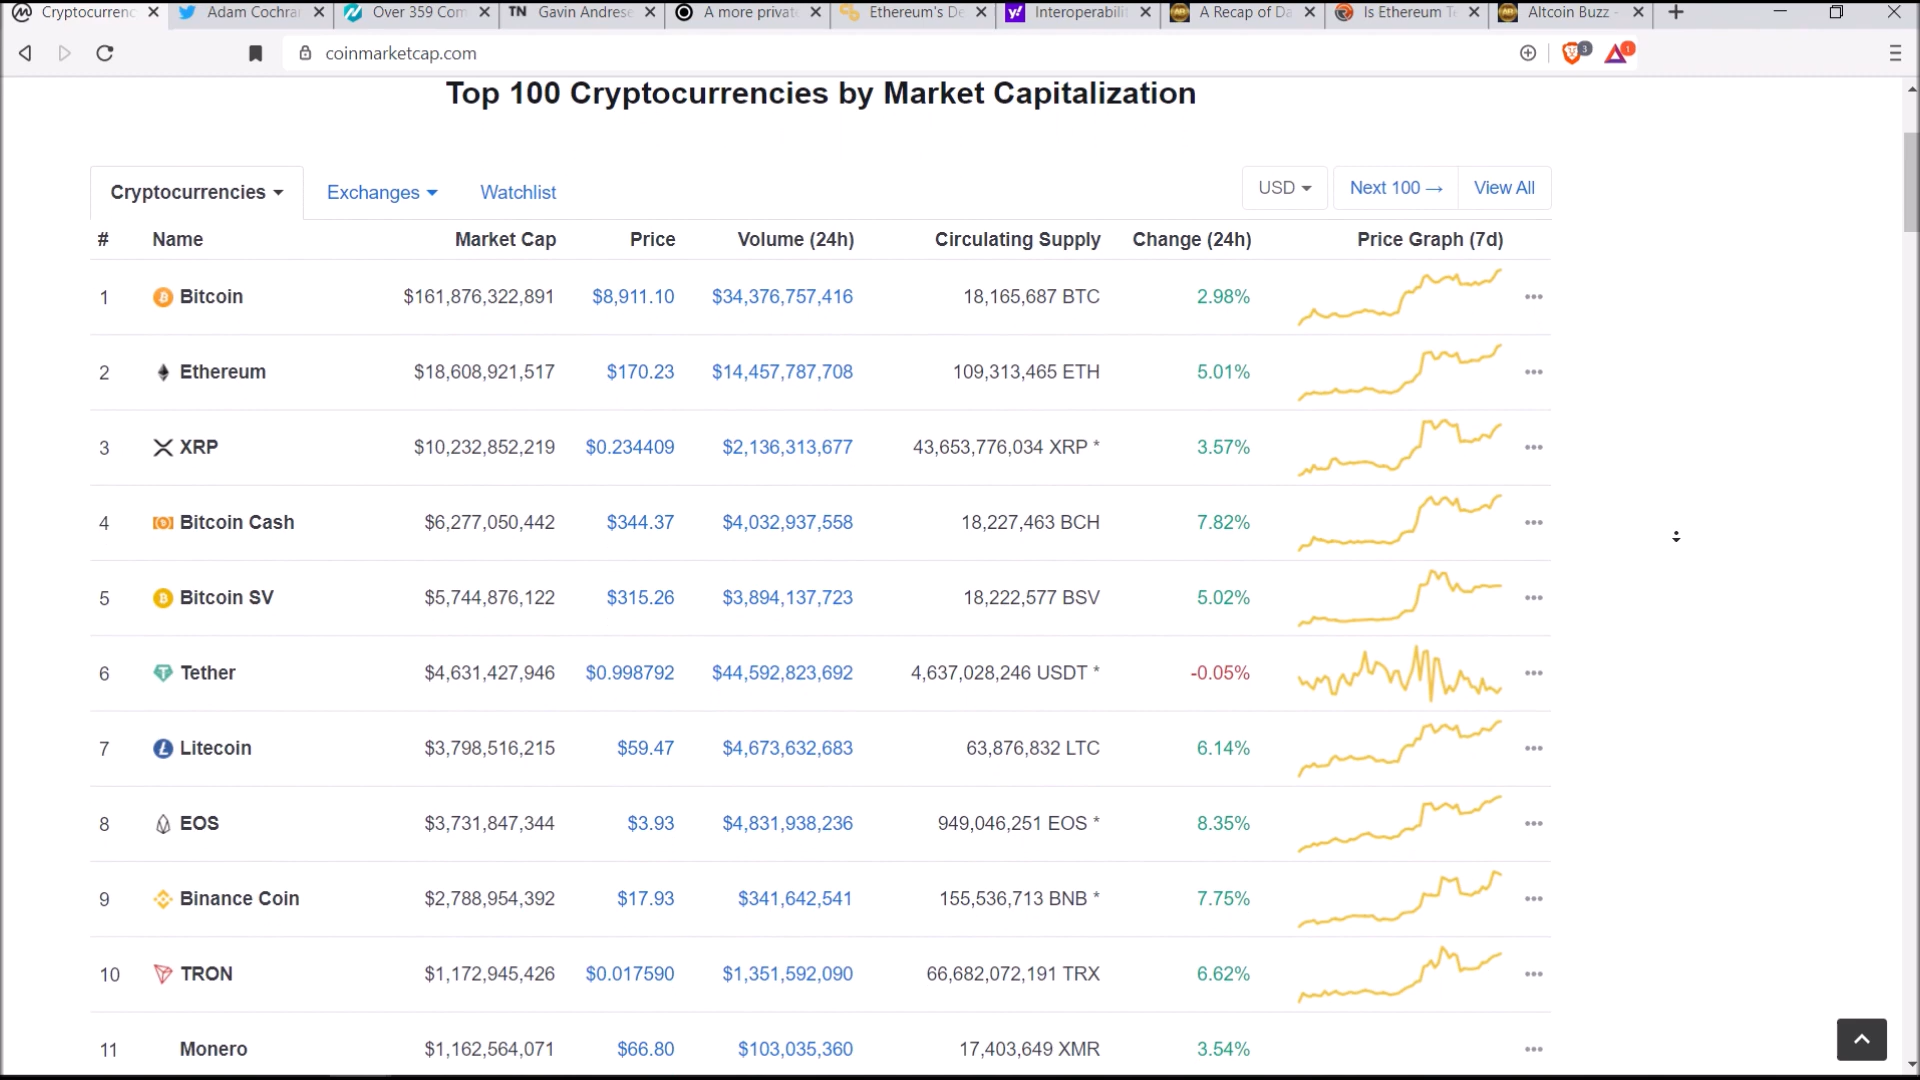 Cryptocurrenc
Adam Cochra
Over 359 Com
TN Gavin Andrese
A more privat
Ethereum's De
y! Interoperabili
A Recap of Da
Is Ethereum T
Altcoin Buzz -
coinmarketcap.com
3
1
Top 100 Cryptocurrencies by Market Capitalization
Cryptocurrencies Exchanges Watchlist USD Next 100 → View All
# Name Market Cap Price Volume (24h) Circulating Supply Change (24h) Price Graph (7d)
1 Bitcoin $161,876,322,891 $8,911.10 $34,376,757,416 18,165,687 BTC 2.98%
2 Ethereum $18,608,921,517 $170.23 $14,457,787,708 109,313,465 ETH 5.01%
3 XRP $10,232,852,219 $0.234409 $2,136,313,677 43,653,776,034 XRP * 3.57%
4 Bitcoin Cash $6,277,050,442 $344.37 $4,032,937,558 18,227,463 BCH 7.82%
5 Bitcoin SV $5,744,876,122 $315.26 $3,894,137,723 18,222,577 BSV 5.02%
6 Tether $4,631,427,946 $0.998792 $44,592,823,692 4,637,028,246 USDT * -0.05%
7 Litecoin $3,798,516,215 $59.47 $4,673,632,683 63,876,832 LTC 6.14%
8 EOS $3,731,847,344 $3.93 $4,831,938,236 949,046,251 EOS * 8.35%
9 Binance Coin $2,788,954,392 $17.93 $341,642,541 155,536,713 BNB * 7.75%
10 TRON $1,172,945,426 $0.017590 $1,351,592,090 66,682,072,191 TRX 6.62%
11 Monero $1,162,564,071 $66.80 $103,035,360 17,403,649 XMR 3.54%